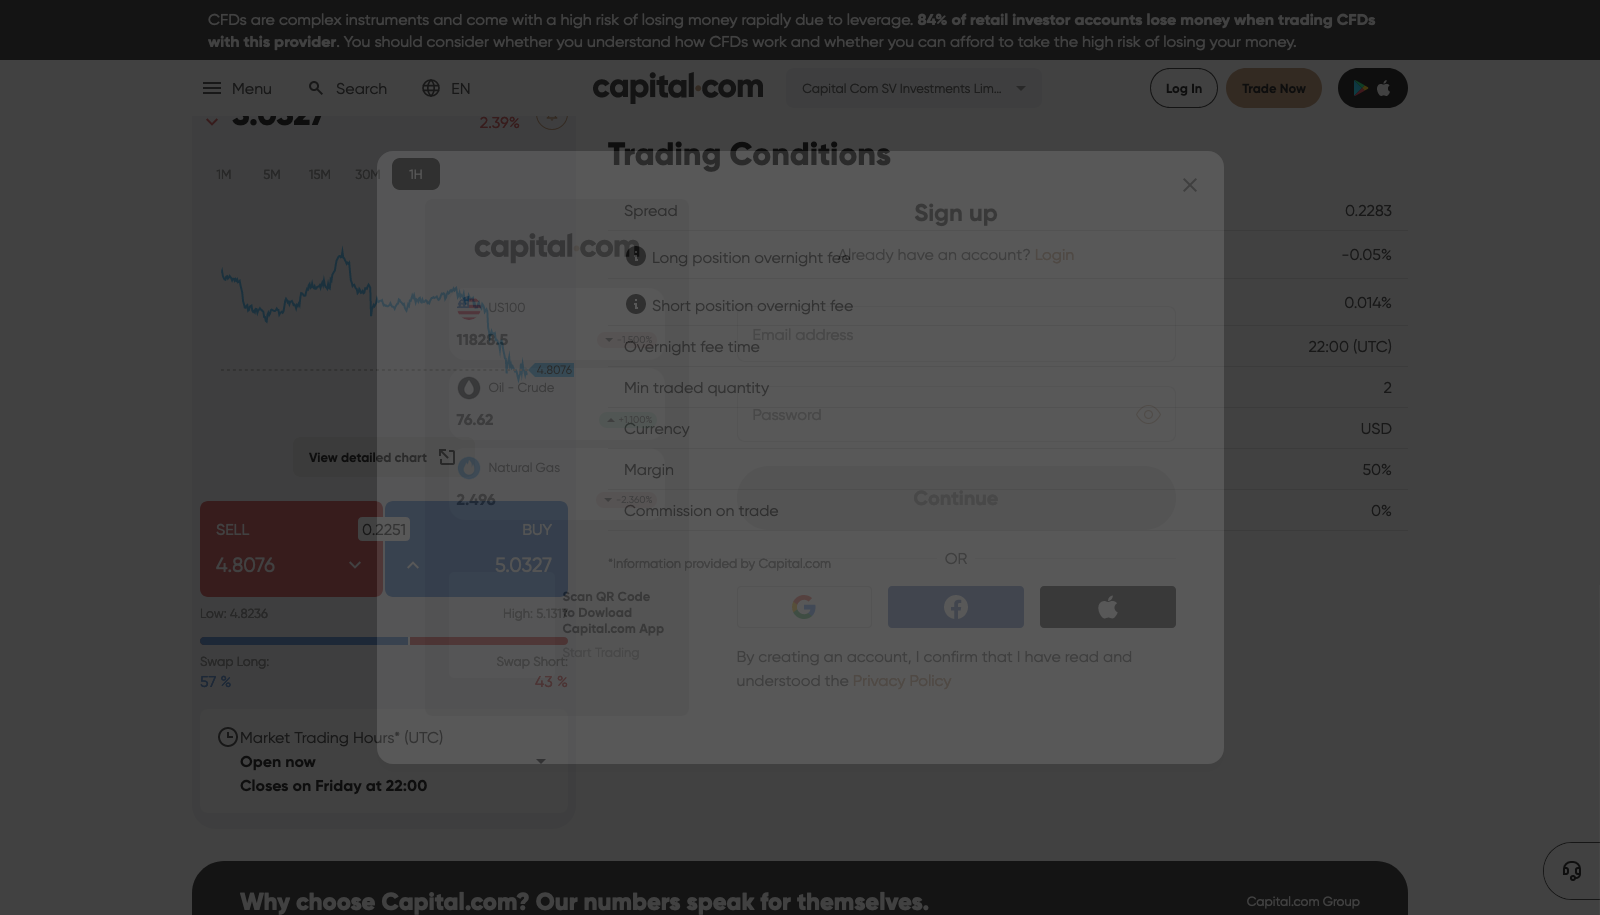 CFDs are complex instruments and come with a high risk of losing money rapidly due to leverage. 84% of retail investor accounts lose money when trading CFDs
with this provider. You should consider whether you understand how CFDs work and whether you can afford to take the high risk of losing your money.
Menu
Search
EN
capital.com
Capital Com SV Investments Lim...
Log In
Trade Now
5.0327
2.39%
1M
5M
15M
30M
1H
4.8076
View detailed chart
SELL
4.8076
0.2251
BUY
5.0327
Low: 4.8236
High: 5.1317
Swap Long:
57 %
Swap Short:
43 %
Market Trading Hours* (UTC)
Open now
Closes on Friday at 22:00
Trading Conditions
Spread 0.2283
Long position overnight fee -0.05%
Short position overnight fee 0.014%
Overnight fee time 22:00 (UTC)
Min traded quantity 2
Currency USD
Margin 50%
Commission on trade 0%
*Information provided by Capital.com
capital.com
US100
11828.5
Oil - Crude
76.62
+1.100%
Natural Gas
2.496
-2.360%
Scan QR Code
to Dowload
Capital.com App
Start Trading
Sign up
Already have an account? Login
Email address
Password
Continue
OR
By creating an account, I confirm that I have read and
understood the Privacy Policy
Why choose Capital.com? Our numbers speak for themselves.
Capital.com Group